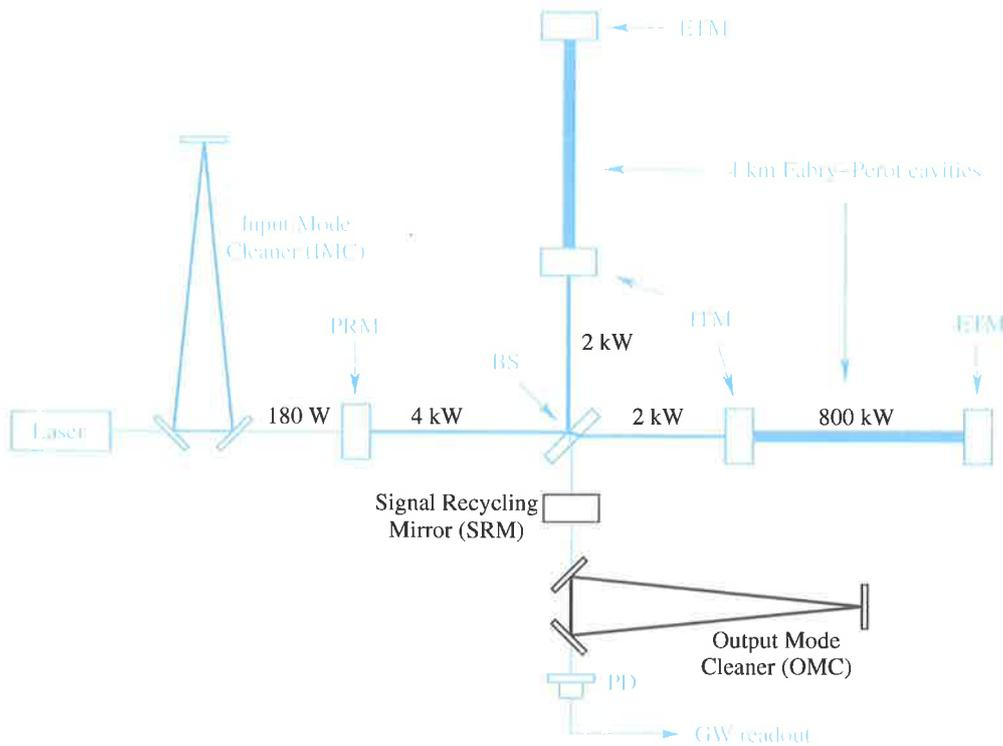 ETM
4 km Fabry–Perot cavities
Input Mode
Cleaner (IMC)
PRM
ITM
ETM
2 kW
BS
Laser
180 W
4 kW
2 kW
800 kW
Signal Recycling
Mirror (SRM)
Output Mode
Cleaner (OMC)
PD
GW readout